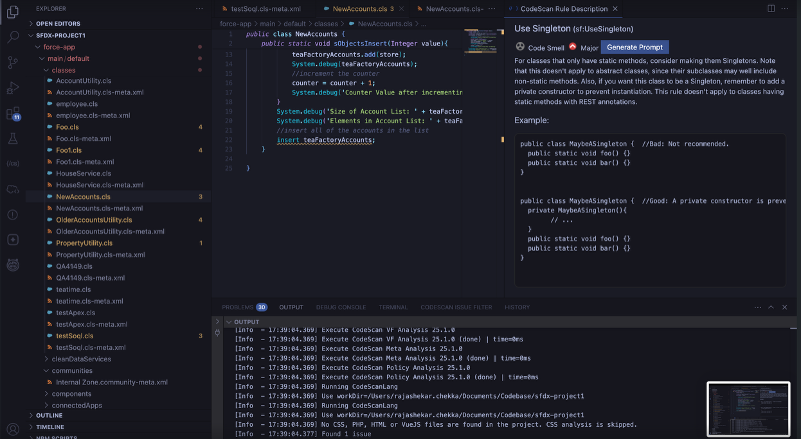 EXPLORER
OPEN EDITORS
SFDX-PROJECT1
force-app
main/default
classes
AccountUtility.cls
AccountUtility.cls-meta.xml
employee.cls
employee.cls-meta.xml
Foo.cls 4
Foo.cls-meta.xml
Foo1.cls 4
Foo1.cls-meta.xml
HouseService.cls
HouseService.cls-meta.xml
NewAccounts.cls 3
NewAccounts.cls-meta.xml
OlderAccountsUtility.cls 4
OlderAccountsUtility.cls-meta.xml
PropertyUtility.cls 1
PropertyUtility.cls-meta.xml
QA4149.cls
QA4149.cls-meta.xml
teatime.cls
teatime.cls-meta.xml
testApex.cls
testApex.cls-meta.xml
testSoql.cls 3
testSoql.cls-meta.xml
cleanDataServices
communities
Internal Zone.community-meta.xml
components
connectedApps
OUTLINE
TIMELINE
NPM SCRIPTS
11
testSoql.cls-meta.xml
NewAccounts.cls 3
NewAccounts.cls-
force-app > main > default > classes > NewAccounts.cls > ...
1 public class NewAccounts {
2 public static void sObjectsInsert(Integer value){
13 teaFactoryAccounts.add(store);
14 System.debug(teaFactoryAccounts);
15 //increment the counter
16 counter = counter + 1;
17 System.debug('Counter Value after incrementin
18 }
19 System.debug('Size of Account List: ' + teaFactor
20 System.debug('Elements in Account List: ' + teaFa
21 //insert all of the accounts in the list
22 insert teaFactoryAccounts;
23 }
24
25 }
CodeScan Rule Description
Use Singleton (sf:UseSingleton)
Code Smell Major Generate Prompt
For classes that only have static methods, consider making them Singletons. Note
that this doesn't apply to abstract classes, since their subclasses may well include
non-static methods. Also, if you want this class to be a Singleton, remember to add a
private constructor to prevent instantiation. This rule doesn't apply to classes having
static methods with REST annotations.
Example:
public class MaybeASingleton { //Bad: Not recommended.
public static void foo() {}
public static void bar() {}
}
public class MaybeASingleton { //Good: A private constructor is preve
private MaybeSingleton(){
// ...
}
public static void foo() {}
public static void bar() {}
}
PROBLEMS 30 OUTPUT DEBUG CONSOLE TERMINAL CODESCAN ISSUE FILTER HISTORY
OUTPUT
[Info - 17:39:04.369] Execute CodeScan VF Analysis 25.1.0
[Info - 17:39:04.369] Execute CodeScan VF Analysis 25.1.0 (done) | time=0ms
[Info - 17:39:04.369] Execute CodeScan Meta Analysis 25.1.0
[Info - 17:39:04.369] Execute CodeScan Meta Analysis 25.1.0 (done) | time=0ms
[Info - 17:39:04.369] Execute CodeScan Policy Analysis 25.1.0
[Info - 17:39:04.369] Execute CodeScan Policy Analysis 25.1.0 (done) | time=0ms
[Info - 17:39:04.369] Running CodeScanLang
[Info - 17:39:04.369] Use workDir=/Users/rajashekar.chekka/Documents/Codebase/sfdx-project1
[Info - 17:39:04.369] Running CodeScanLang
[Info - 17:39:04.369] Use workDir=/Users/rajashekar.chekka/Documents/Codebase/sfdx-project1
[Info - 17:39:04.369] No CSS, PHP, HTML or VueJS files are found in the project. CSS analysis is skipped.
[Info - 17:39:04.377] Found 1 issue